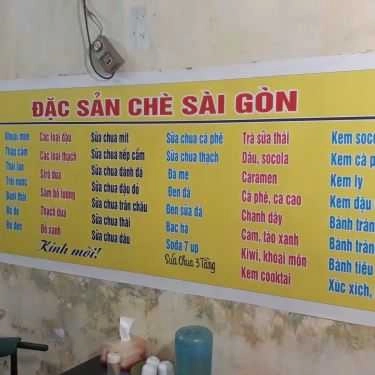 ĐẶC SẢN CHÈ SÀI GÒN
Khoai môn
Thập cẩm
Thái lan
Trôi nước
Bưởi thái
Đỗ đỏ
Đỗ đen
Các loại đậu
Các loại thạch
Sirô dừa
Sâm bổ lượng
Thạch dừa
Đỗ xanh
Kính mời!
Sữa chua mít
Sữa chua nếp cẩm
Sữa chua đánh đá
Sữa chua đậu đỏ
Sữa chua trân châu
Sữa chua thái
Sữa chua dâu
Sữa chua cà phê
Sữa chua thạch
Đá me
Đen đá
Đen sữa đá
Bạc hà
Soda 7 up
Sữa Chua 3 Tầng
Trà sữa thái
Dâu, socola
Caramen
Cà phê, ca cao
Chanh dây
Cam, táo xanh
Kiwi, khoai môn
Kem cooktai
Kem soco
Kem cà p
Kem ly
Kem dậu
Bánh trán
Bánh trán
Bánh tiêu
Xúc xích,